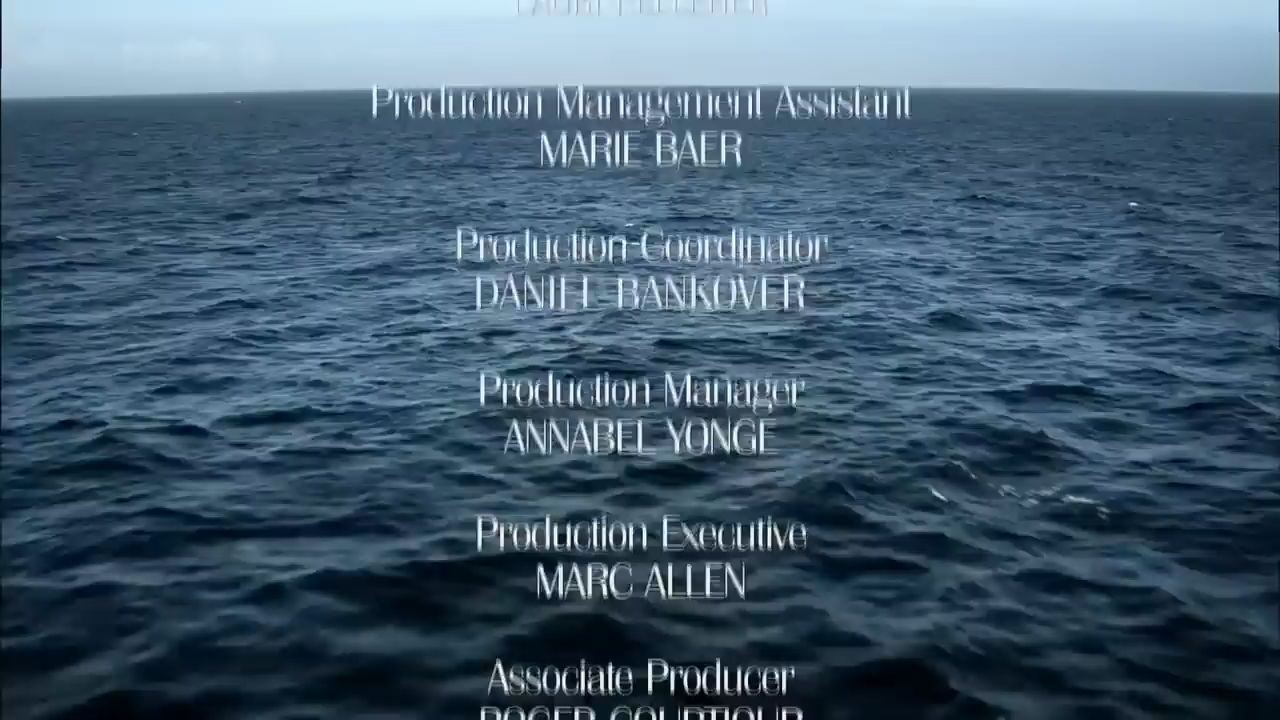 Production Management Assistant
MARIE BAER
Production Coordinator
DANIEL BANKOVER
Production Manager
ANNABEL YONGE
Production Executive
MARC ALLEN
Associate Producer
ROGER